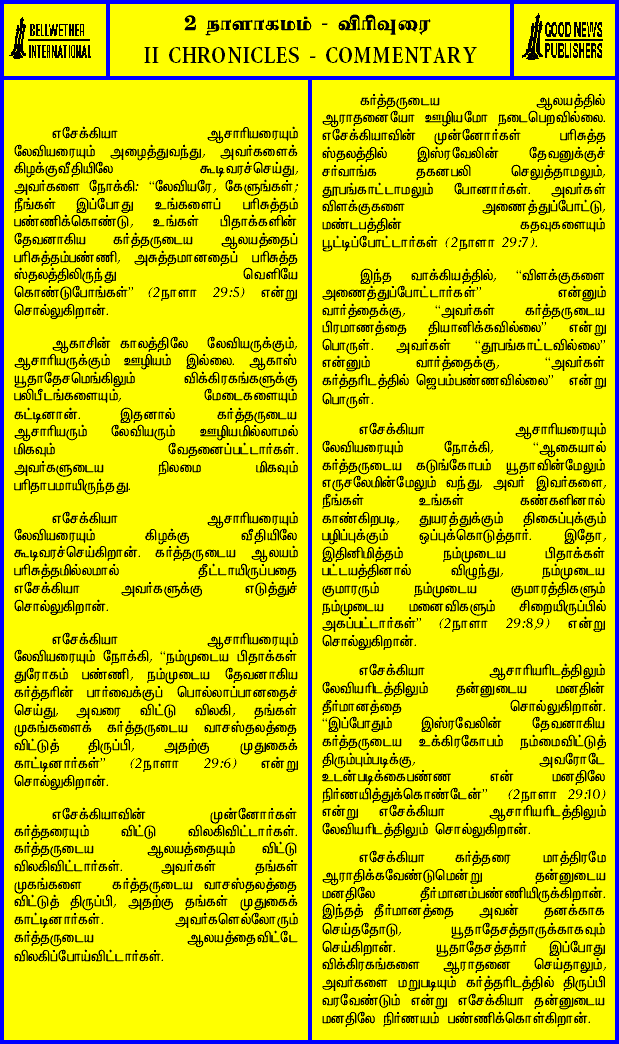 BELLWETHER
INTERNATIONAL
2 நாளாகமம் - விரிவுரை
II CHRONICLES - COMMENTARY
GOOD NEWS
PUBLISHERS
எசேக்கியா ஆசாரியரையும்
லேவியரையும் அழைத்துவந்து, அவர்களைக்
கிழக்குவீதியிலே கூடிவரச்செய்து,
அவர்களை நோக்கி: “லேவியரே, கேளுங்கள்;
நீங்கள் இப்போது உங்களைப் பரிசுத்தம்
பண்ணிக்கொண்டு, உங்கள் பிதாக்களின்
தேவனாகிய கர்த்தருடைய ஆலயத்தைப்
பரிசுத்தம்பண்ணி, அசுத்தமானதைப் பரிசுத்த
ஸ்தலத்திலிருந்து வெளியே
கொண்டுபோங்கள்” (2நாளா 29:5) என்று
சொல்லுகிறான்.
ஆகாசின் காலத்திலே லேவியருக்கும்,
ஆசாரியருக்கும் ஊழியம் இல்லை. ஆகாஸ்
யூதாதேசமெங்கிலும் விக்கிரகங்களுக்கு
பலிபீடங்களையும், மேடைகளையும்
கட்டினான். இதனால் கர்த்தருடைய
ஆசாரியரும் லேவியரும் ஊழியமில்லாமல்
மிகவும் வேதனைப்பட்டார்கள்.
அவர்களுடைய நிலமை மிகவும்
பரிதாபமாயிருந்தது.
எசேக்கியா ஆசாரியரையும்
லேவியரையும் கிழக்கு வீதியிலே
கூடிவரச்செய்கிறான். கர்த்தருடைய ஆலயம்
பரிசுத்தமில்லமால் தீட்டாயிருப்பதை
எசேக்கியா அவர்களுக்கு எடுத்துச்
சொல்லுகிறான்.
எசேக்கியா ஆசாரியரையும்
லேவியரையும் நோக்கி, “நம்முடைய பிதாக்கள்
துரோகம் பண்ணி, நம்முடைய தேவனாகிய
கர்த்தரின் பார்வைக்குப் பொல்லாப்பானதைச்
செய்து, அவரை விட்டு விலகி, தங்கள்
முகங்களைக் கர்த்தருடைய வாசஸ்தலத்தை
விட்டுத் திருப்பி, அதற்கு முதுகைக்
காட்டினார்கள்” (2நாளா 29:6) என்று
சொல்லுகிறான்.
எசேக்கியாவின் முன்னோர்கள்
கர்த்தரையும் விட்டு விலகிவிட்டார்கள்.
கர்த்தருடைய ஆலயத்தையும் விட்டு
விலகிவிட்டார்கள். அவர்கள் தங்கள்
முகங்களை கர்த்தருடைய வாசஸ்தலத்தை
விட்டுத் திருப்பி, அதற்கு தங்கள் முதுகைக்
காட்டினார்கள். அவர்களெல்லோரும்
கர்த்தருடைய ஆலயத்தைவிட்டே
விலகிப்போய்விட்டார்கள்.
கர்த்தருடைய ஆலயத்தில்
ஆராதனையோ ஊழியமோ நடைபெறவில்லை.
எசேக்கியாவின் முன்னோர்கள் பரிசுத்த
ஸ்தலத்தில் இஸ்ரவேலின் தேவனுக்குச்
சர்வாங்க தகனபலி செலுத்தாமலும்,
தூபங்காட்டாமலும் போனார்கள். அவர்கள்
விளக்குகளை அணைத்துப்போட்டு,
மண்டபத்தின் கதவுகளையும்
பூட்டிப்போட்டார்கள் (2நாளா 29:7).
இந்த வாக்கியத்தில், “விளக்குகளை
அணைத்துப்போட்டார்கள்” என்னும்
வார்த்தைக்கு, “அவர்கள் கர்த்தருடைய
பிரமாணத்தை தியானிக்கவில்லை” என்று
பொருள். அவர்கள் “தூபங்காட்டவில்லை”
என்னும் வார்த்தைக்கு, “அவர்கள்
கர்த்தரிடத்தில் ஜெபம்பண்ணவில்லை” என்று
பொருள்.
எசேக்கியா ஆசாரியரையும்
லேவியரையும் நோக்கி, “ஆகையால்
கர்த்தருடைய கடுங்கோபம் யூதாவின்மேலும்
எருசலேமின்மேலும் வந்து, அவர் இவர்களை,
நீங்கள் உங்கள் கண்களினால்
காண்கிறபடி, துயரத்துக்கும் திகைப்புக்கும்
பழிப்புக்கும் ஒப்புக்கொடுத்தார். இதோ,
இதினிமித்தம் நம்முடைய பிதாக்கள்
பட்டயத்தினால் விழுந்து, நம்முடைய
குமாரரும் நம்முடைய குமாரத்திகளும்
நம்முடைய மனைவிகளும் சிறையிருப்பில்
அகப்பட்டார்கள்” (2நாளா 29:8,9) என்று
சொல்லுகிறான்.
எசேக்கியா ஆசாரியரிடத்திலும்
லேவியரிடத்திலும் தன்னுடைய மனதின்
தீர்மானத்தை சொல்லுகிறான்.
“இப்போதும் இஸ்ரவேலின் தேவனாகிய
கர்த்தருடைய உக்கிரகோபம் நம்மைவிட்டுத்
திரும்பும்படிக்கு, அவரோடே
உடன்படிக்கைபண்ண என் மனதிலே
நிர்ணயித்துக்கொண்டேன்” (2நாளா 29:10)
என்று எசேக்கியா ஆசாரியரிடத்திலும்
லேவியரிடத்திலும் சொல்லுகிறான்.
எசேக்கியா கர்த்தரை மாத்திரமே
ஆராதிக்கவேண்டுமென்று தன்னுடைய
மனதிலே தீர்மானம்பண்ணியிருக்கிறான்.
இந்தத் தீர்மானத்தை அவன் தனக்காக
செய்ததோடு, யூதாதேசத்தாருக்காகவும்
செய்கிறான். யூதாதேசத்தார் இப்போது
விக்கிரகங்களை ஆராதனை செய்தாலும்,
அவர்களை மறுபடியும் கர்த்தரிடத்தில் திருப்பி
வரவேண்டும் என்று எசேக்கியா தன்னுடைய
மனதிலே நிர்ணயம் பண்ணிக்கொள்கிறான்.